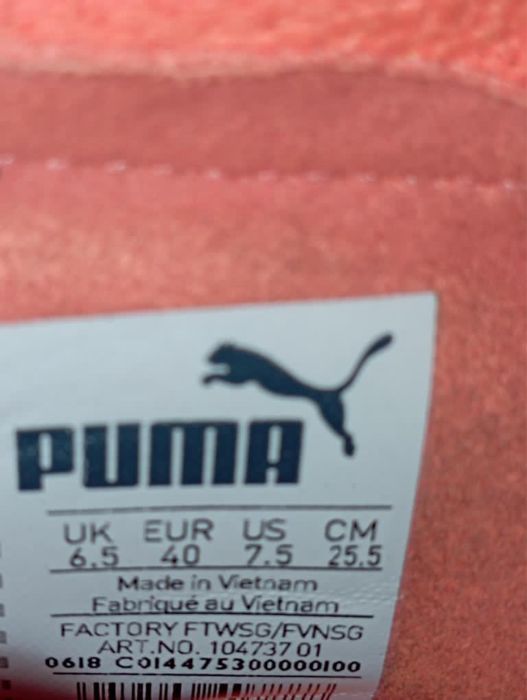 PUMA
UK EUR US CM
6.5 40 7.5 25.5
Made in Vietnam
Fabriqué au Vietnam
FACTORY FTWSG/FVNSG
ART.NO. 104737 01
0618 C014475300000100